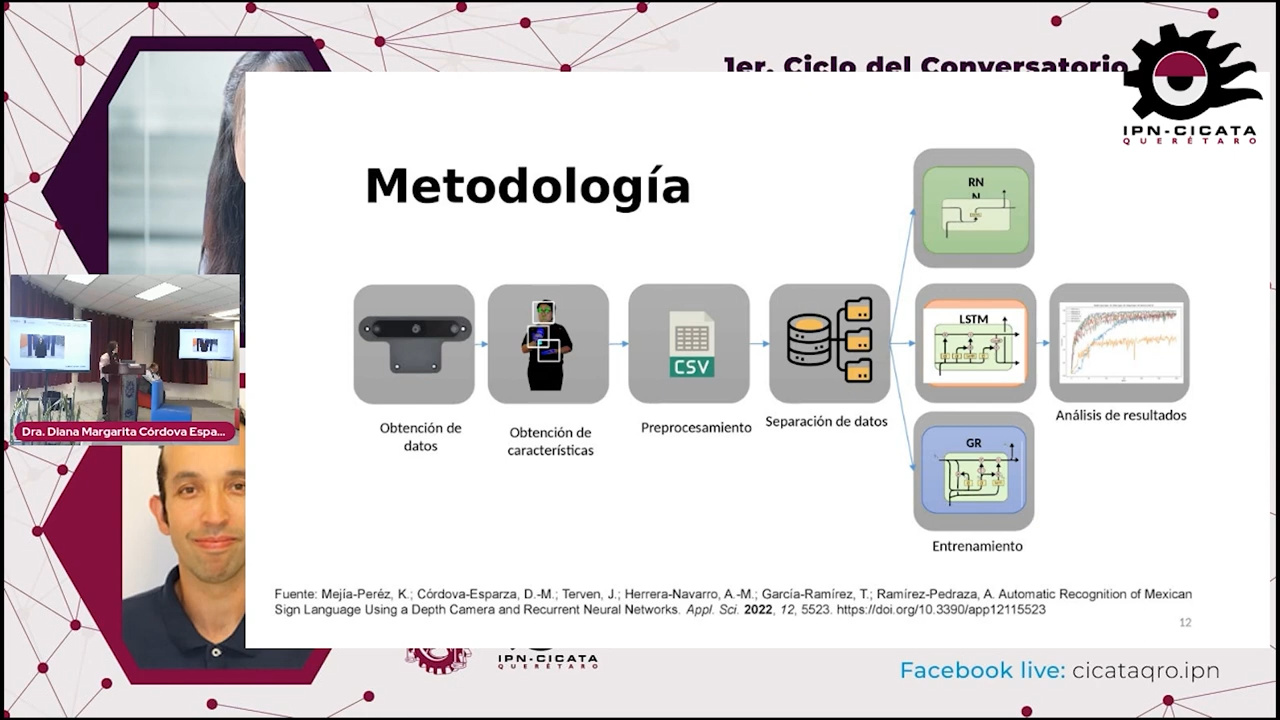 1er. Ciclo del Conversatorio
IPN-CICATA
QUERÉTARO
Metodología
RN
N
LSTM
GR
CSV
Obtención de
datos
Obtención de
características
Preprocesamiento
Separación de datos
Análisis de resultados
Entrenamiento
Dra. Diana Margarita Córdova Espa...
Fuente: Mejía-Peréz, K.; Córdova-Esparza, D.-M.; Terven, J.; Herrera-Navarro, A.-M.; García-Ramírez, T.; Ramírez-Pedraza, A. Automatic Recognition of Mexican
Sign Language Using a Depth Camera and Recurrent Neural Networks. Appl. Sci. 2022, 12, 5523. https://doi.org/10.3390/app12115523
12
IPN-CICATA
QUERÉTARO
Facebook live: cicataqro.ipn